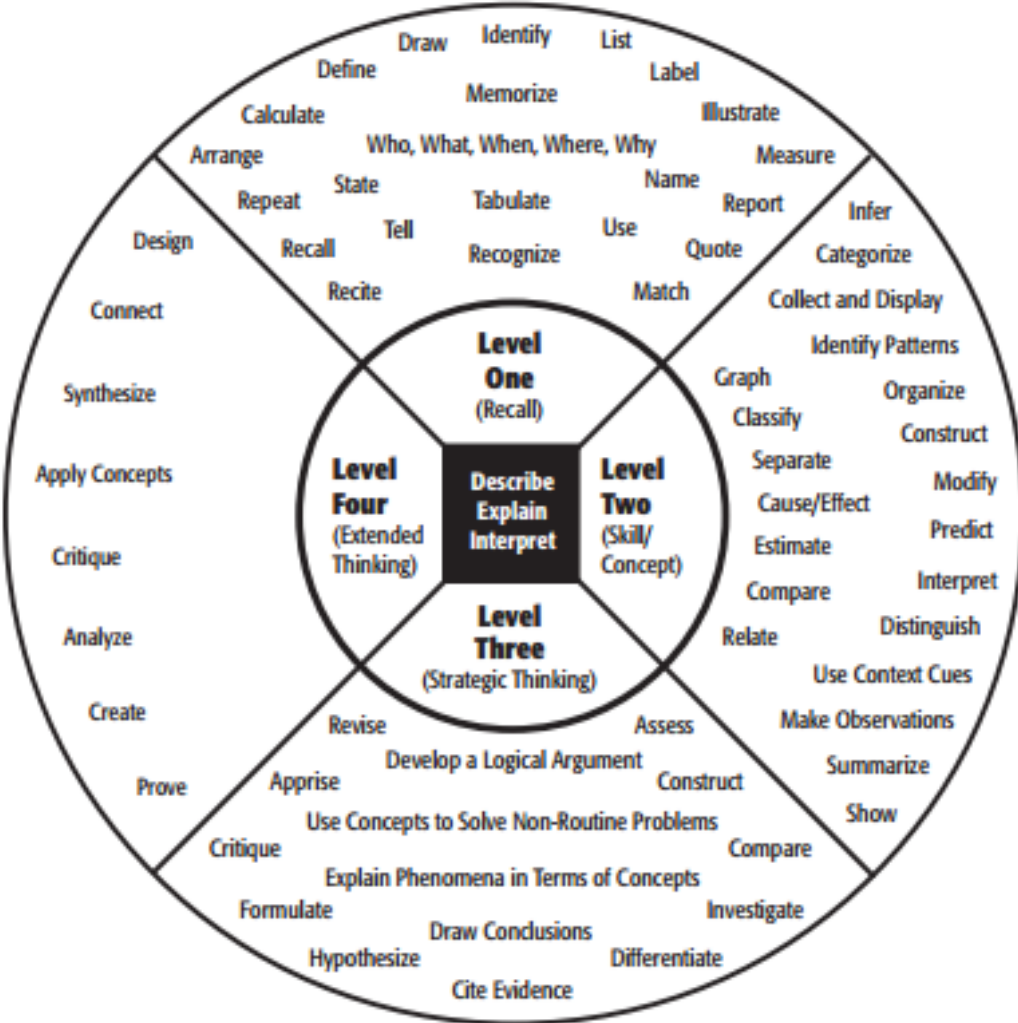 Draw
Identify
List
Define
Label
Memorize
Calculate
Illustrate
Who, What, When, Where, Why
Arrange
Measure
State
Name
Repeat
Tabulate
Report
Tell
Use
Recall
Recognize
Quote
Recite
Match
Level
One
(Recall)
Infer
Categorize
Collect and Display
Identify Patterns
Graph
Organize
Classify
Construct
Separate
Modify
Cause/Effect
Predict
Estimate
Interpret
Compare
Distinguish
Relate
Use Context Cues
Make Observations
Summarize
Show
Level
Two
(Skill/
Concept)
Describe
Explain
Interpret
Level
Three
(Strategic Thinking)
Revise
Assess
Develop a Logical Argument
Apprise
Construct
Use Concepts to Solve Non-Routine Problems
Critique
Compare
Explain Phenomena in Terms of Concepts
Formulate
Investigate
Draw Conclusions
Hypothesize
Differentiate
Cite Evidence
Level
Four
(Extended
Thinking)
Design
Connect
Synthesize
Apply Concepts
Critique
Analyze
Create
Prove